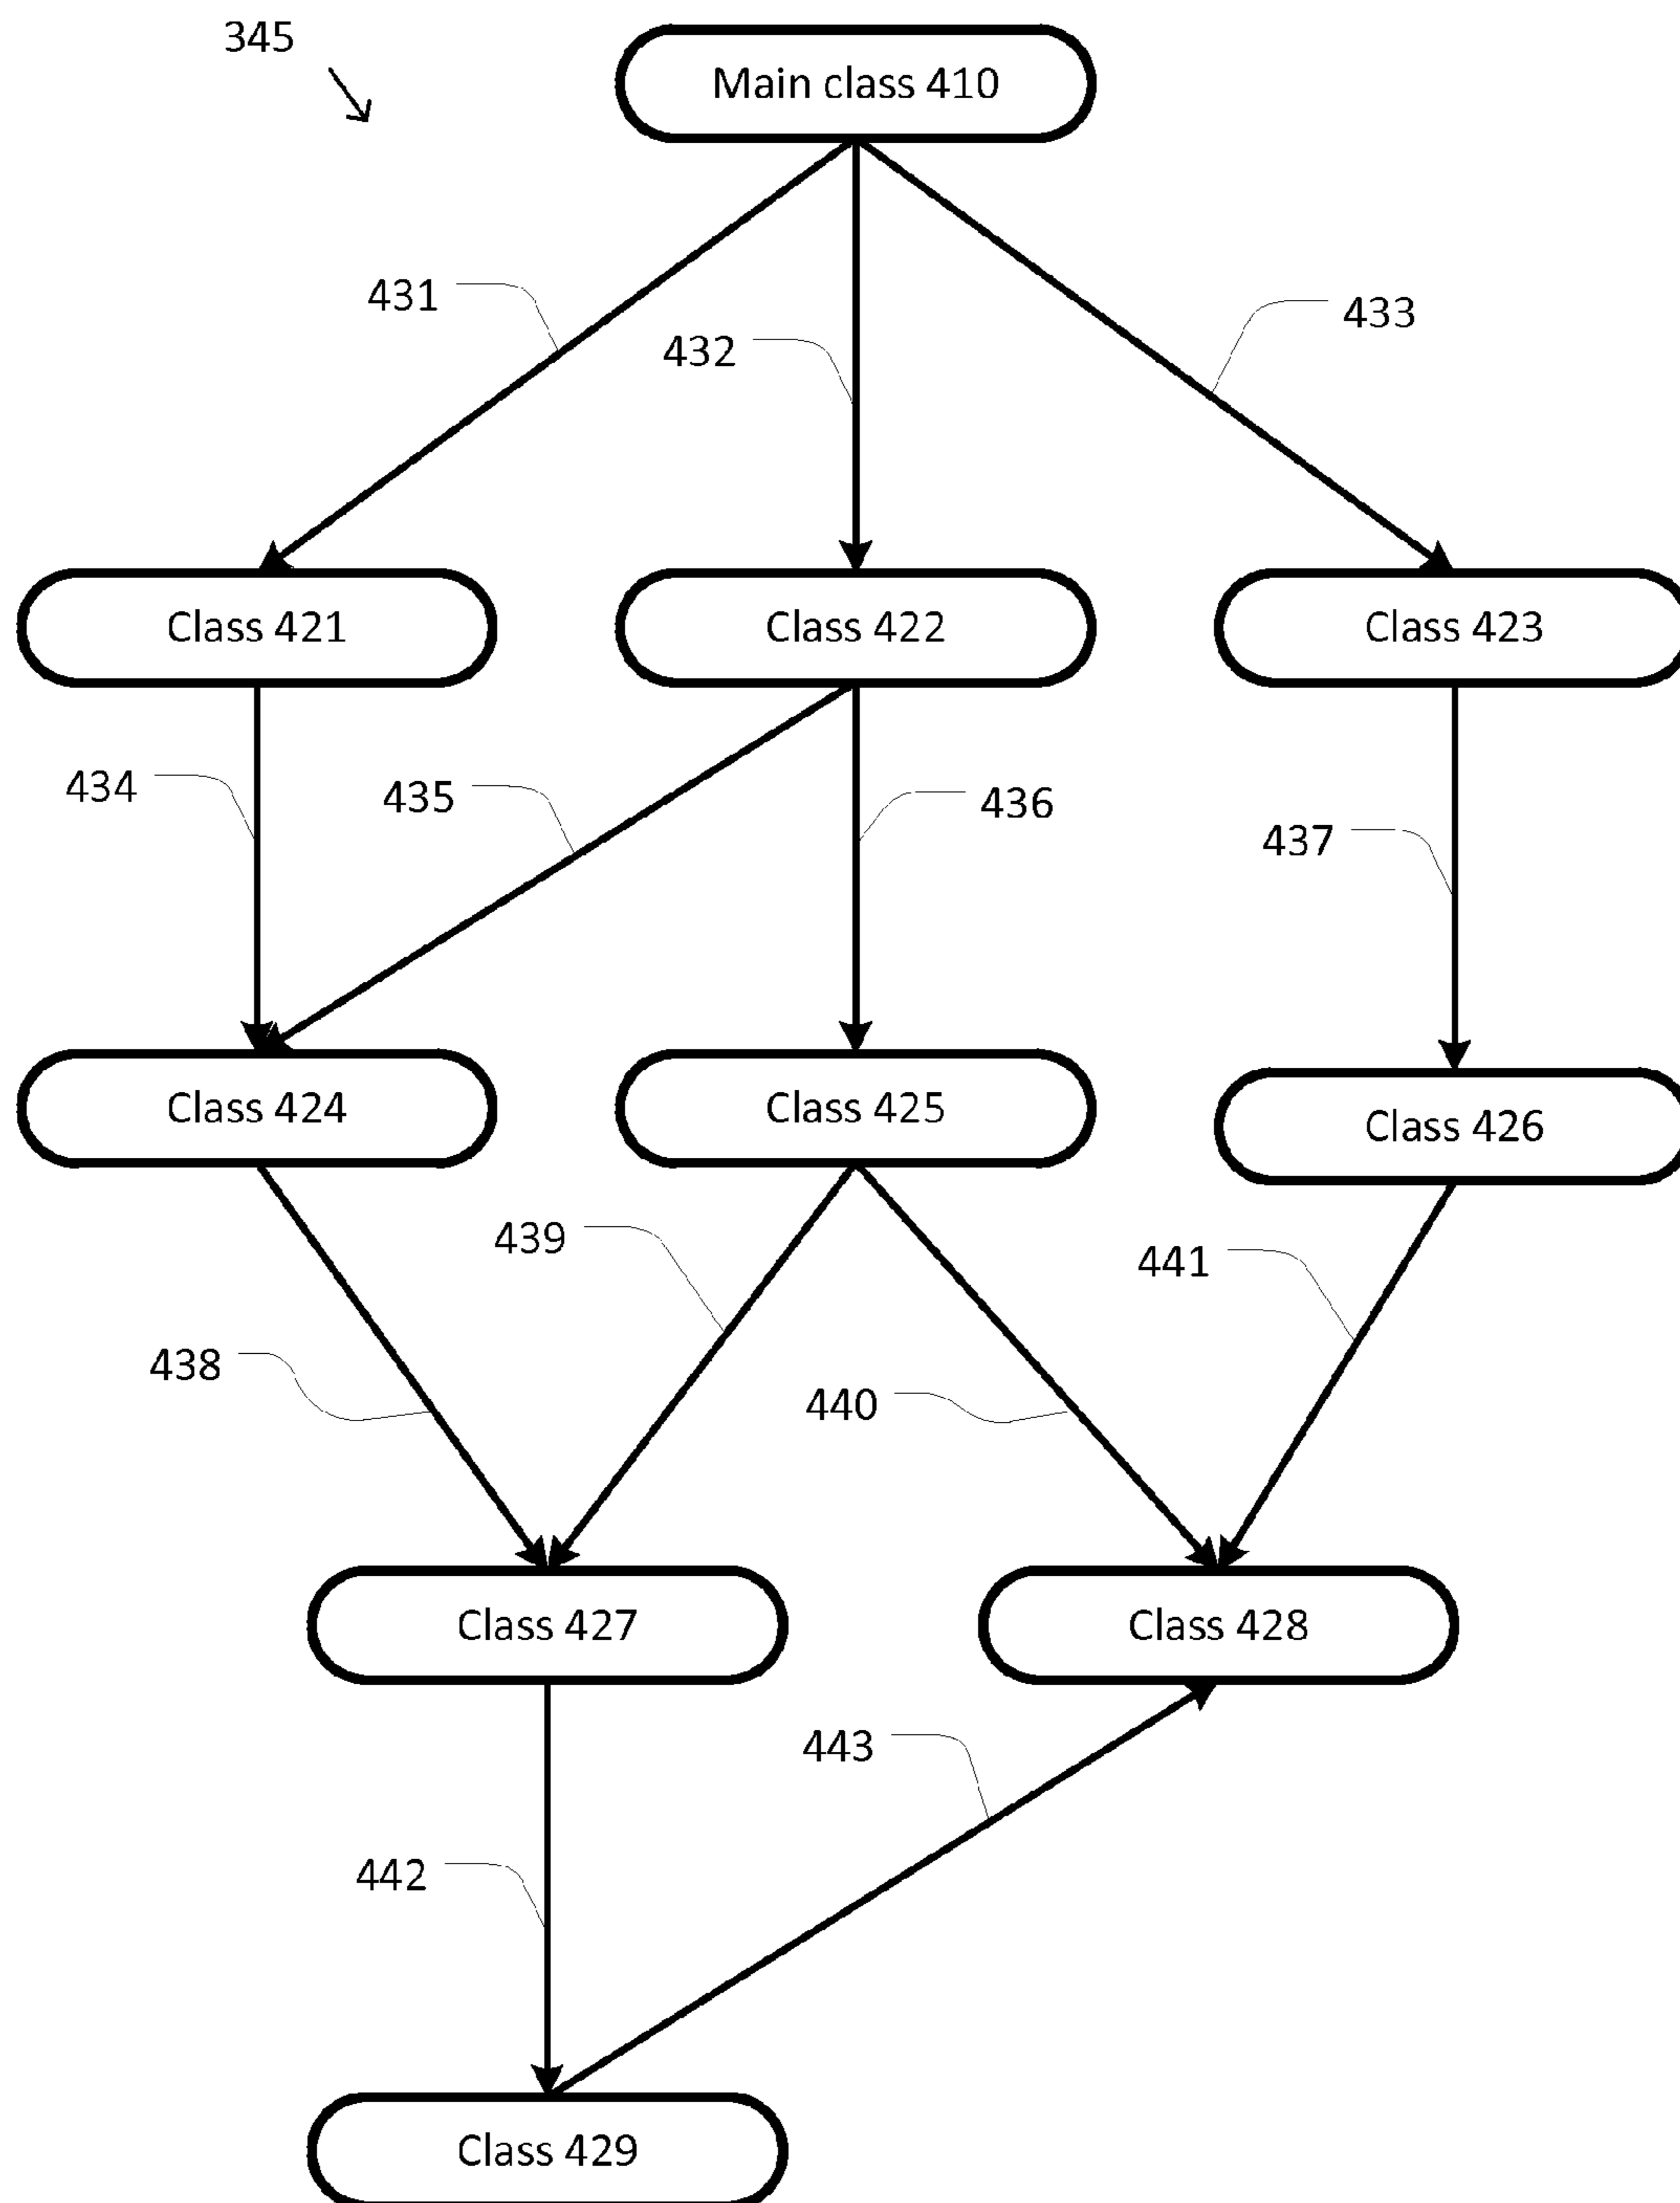 345
Main class 410
431
433
432
Class 421
Class 422
Class 423
434
435
436
437
Class 424
Class 425
Class 426
439
441
438
440
Class 427
Class 428
443
442
Class 429